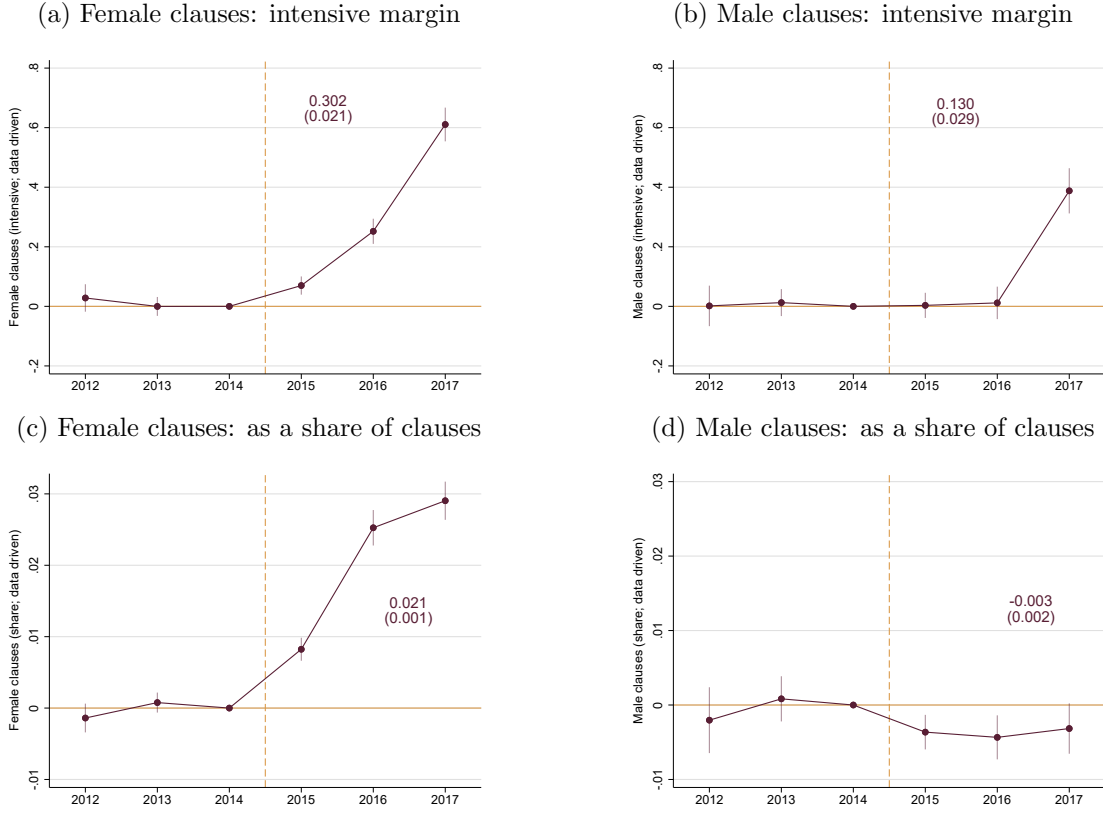 (a) Female clauses: intensive margin
Female clauses (intensive; data driven)
.8
.6
.4
.2
0
-.2
0.302
(0.021)
2012 2013 2014 2015 2016 2017
(b) Male clauses: intensive margin
Male clauses (intensive; data driven)
.8
.6
.4
.2
0
-.2
0.130
(0.029)
2012 2013 2014 2015 2016 2017
(c) Female clauses: as a share of clauses
Female clauses (share; data driven)
.03
.02
.01
0
-.01
0.021
(0.001)
2012 2013 2014 2015 2016 2017
(d) Male clauses: as a share of clauses
Male clauses (share; data driven)
.03
.02
.01
0
-.01
-0.003
(0.002)
2012 2013 2014 2015 2016 2017